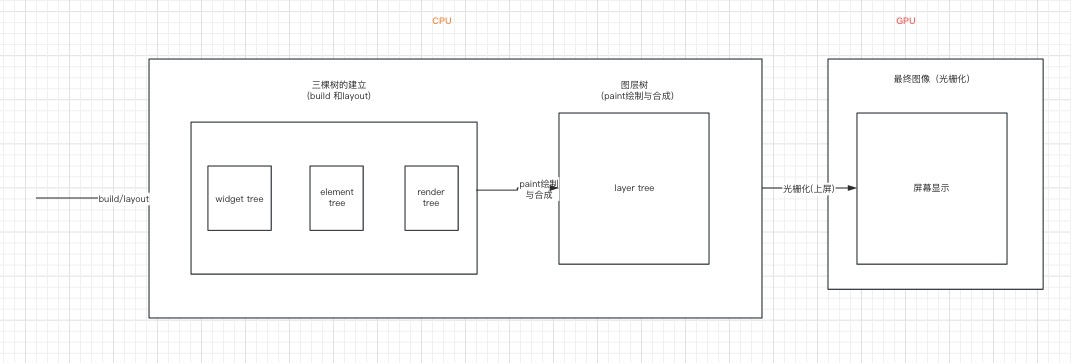 CPU
GPU
三棵树的建立
(build 和layout)
图层树
(paint绘制与合成)
最终图像（光栅化）
build/layout
widget tree
element
tree
render
tree
paint绘制
与合成
layer tree
光栅化(上屏)
屏幕显示